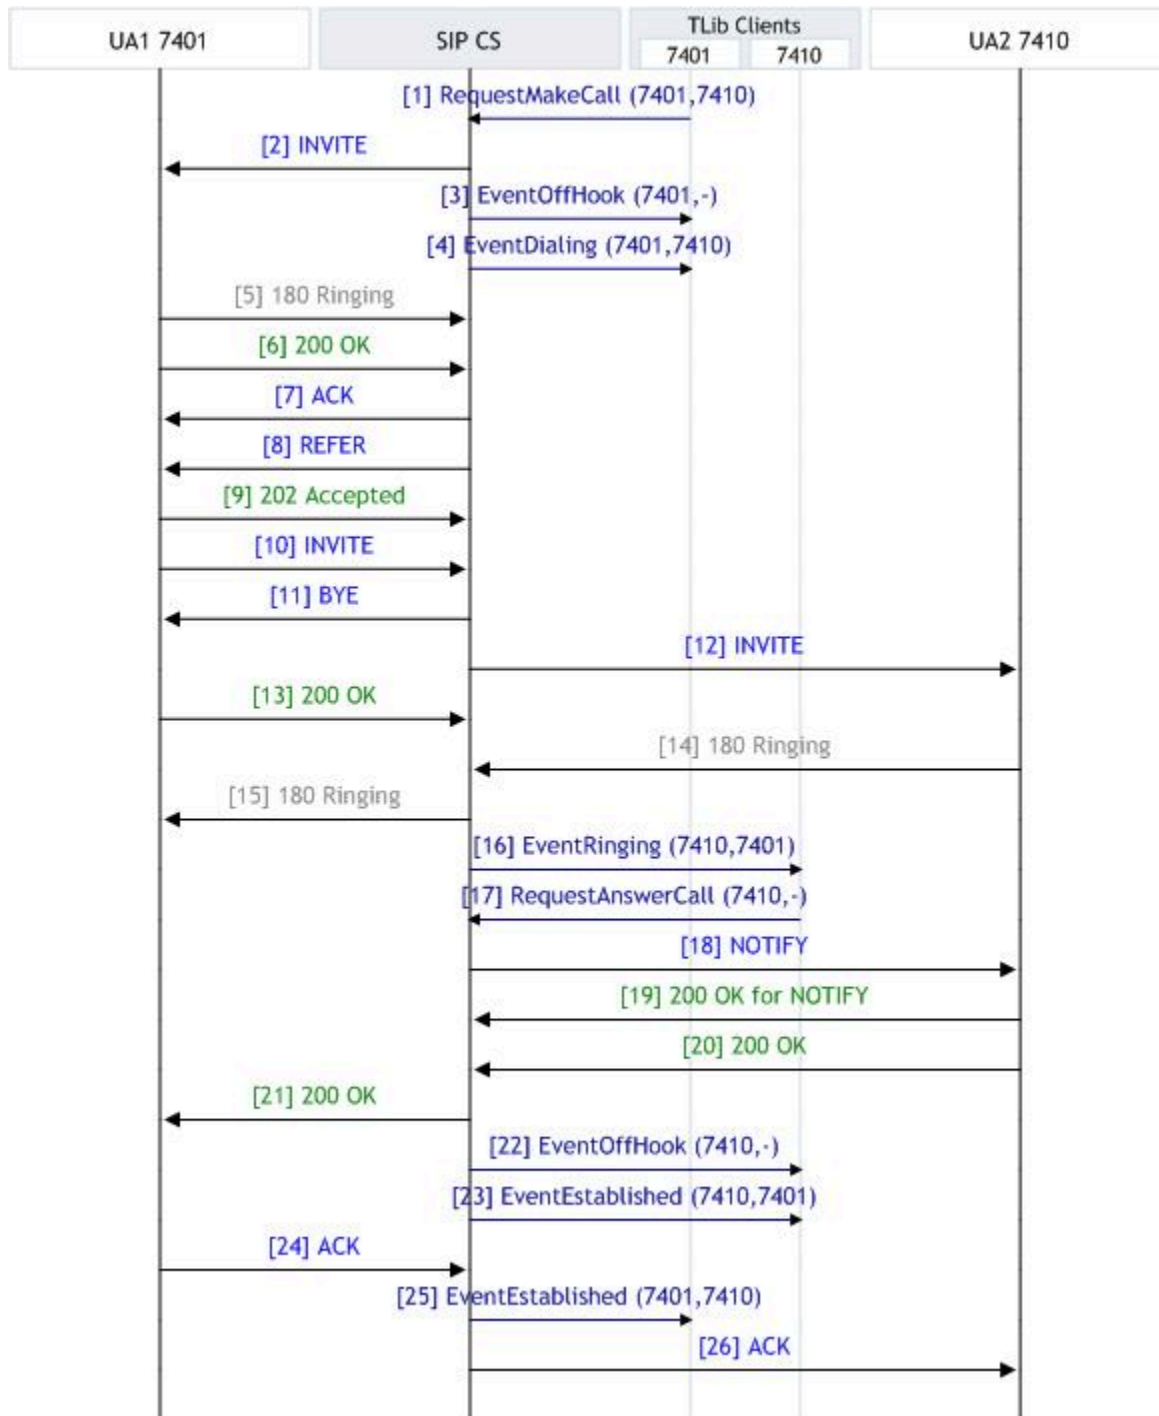 UA1 7401
SIP CS
TLib Clients
7401
7410
UA2 7410
[1] RequestMakeCall (7401,7410)
[2] INVITE
[3] EventOffHook (7401,-)
[4] EventDialing (7401,7410)
[5] 180 Ringing
[6] 200 OK
[7] ACK
[8] REFER
[9] 202 Accepted
[10] INVITE
[11] BYE
[12] INVITE
[13] 200 OK
[14] 180 Ringing
[15] 180 Ringing
[16] EventRinging (7410,7401)
[17] RequestAnswerCall (7410,-)
[18] NOTIFY
[19] 200 OK for NOTIFY
[20] 200 OK
[21] 200 OK
[22] EventOffHook (7410,-)
[23] EventEstablished (7410,7401)
[24] ACK
[25] EventEstablished (7401,7410)
[26] ACK